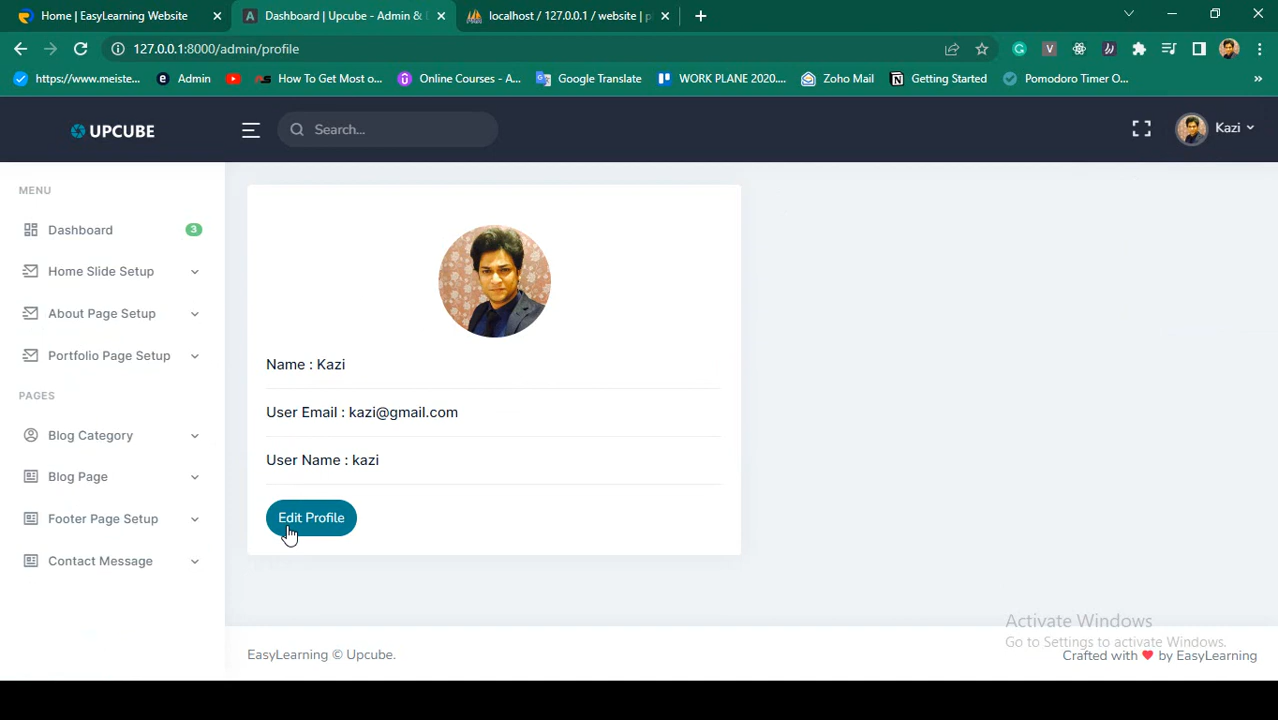 Home | EasyLearning Website
Dashboard | Upcube - Admin &
localhost / 127.0.0.1 / website |
127.0.0.1:8000/admin/profile
https://www.meiste...
Admin
How To Get Most o...
Online Courses - A...
Google Translate
WORK PLANE 2020....
Zoho Mail
Getting Started
Pomodoro Timer O...
»
UPCUBE
Search...
Kazi
MENU
Dashboard
3
Home Slide Setup
About Page Setup
Portfolio Page Setup
PAGES
Blog Category
Blog Page
Footer Page Setup
Contact Message
Name : Kazi
User Email : kazi@gmail.com
User Name : kazi
Edit Profile
Activate Windows
Go to Settings to activate Windows.
EasyLearning © Upcube.
Crafted with ❤ by EasyLearning